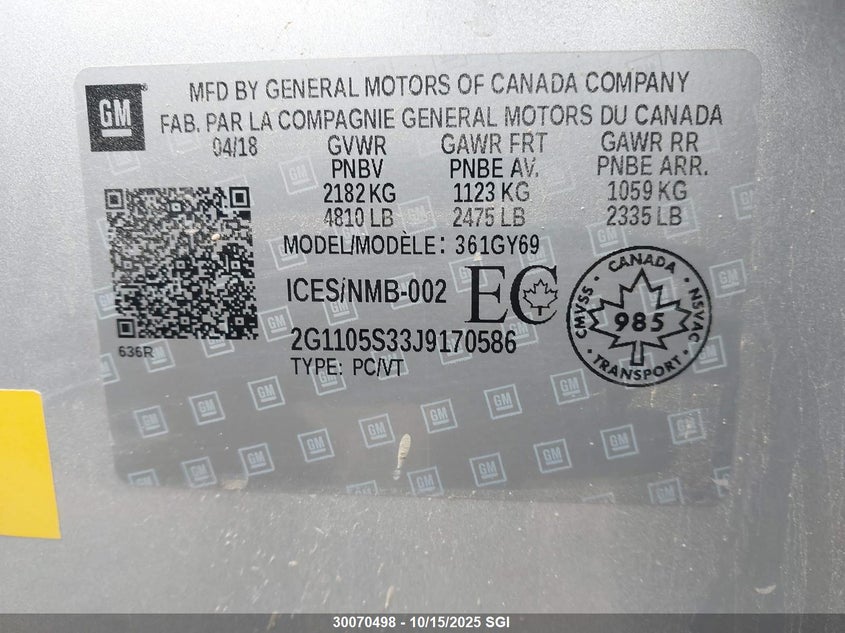 GM
MFD BY GENERAL MOTORS OF CANADA COMPANY
FAB. PAR LA COMPAGNIE GENERAL MOTORS DU CANADA
04/18 GVWR GAWR FRT GAWR RR
PNBV PNBE AV. PNBE ARR.
2182 KG 1123 KG 1059 KG
4810 LB 2475 LB 2335 LB
MODEL/MODÈLE: 361GY69
ICES/NMB-002 EC
CANADA
CMVSS · 985 · NSVAC
TRANSPORT
2G1105S33J9170586
636R
TYPE: PC/VT
30070498 - 10/15/2025 SGI